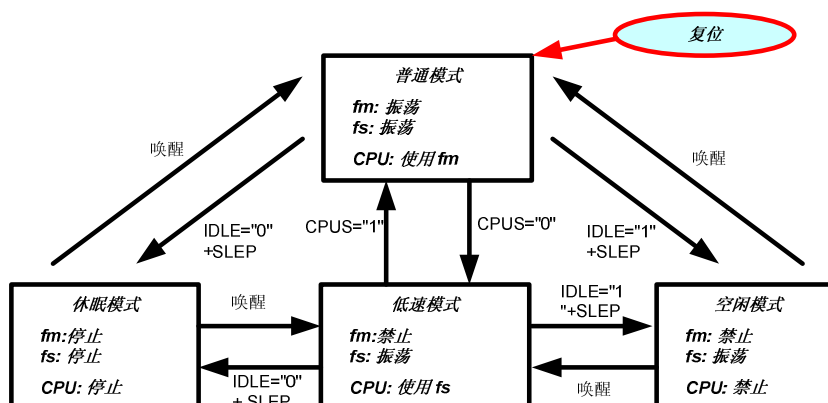 复位
普通模式
fm: 振荡
fs: 振荡
CPU: 使用 fm
唤醒
唤醒
IDLE="0"
+SLEP
CPUS="1"
CPUS="0"
IDLE="1"
+SLEP
休眠模式
fm:停止
fs: 停止
CPU: 停止
唤醒
IDLE="0"
+ SLEP
低速模式
fm:禁止
fs: 振荡
CPU: 使用 fs
IDLE="1
"+SLEP
唤醒
空闲模式
fm: 禁止
fs: 振荡
CPU: 禁止